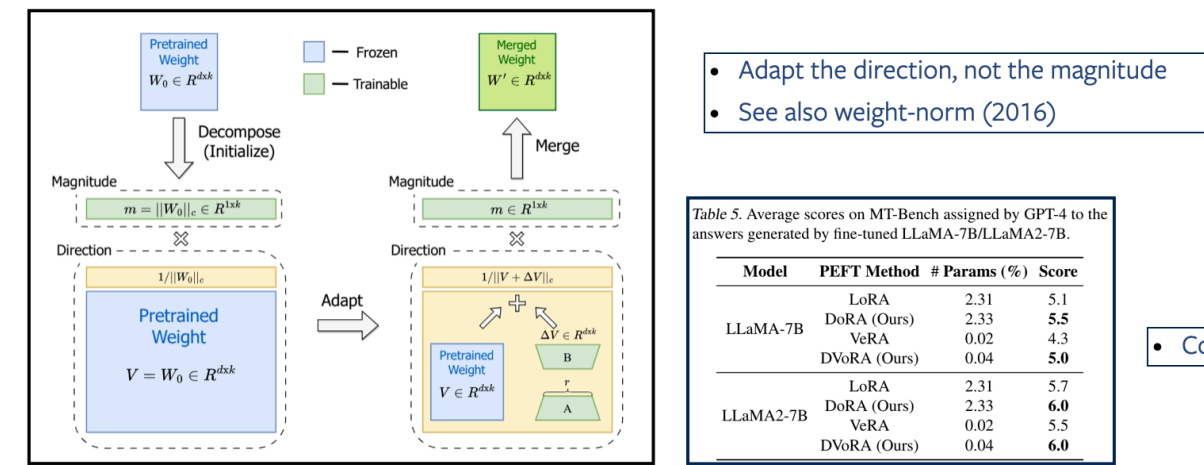 Pretrained
Weight
W₀ ∈ R^{dxk}
— Frozen
— Trainable
Merged
Weight
W′ ∈ R^{dxk}
Decompose
(Initialize)
Merge
Magnitude
m = ||W₀||_c ∈ R^{1xk}
Direction
1/||W₀||_c
Pretrained
Weight
V = W₀ ∈ R^{dxk}
Adapt
Magnitude
m ∈ R^{1xk}
Direction
1/||V + ΔV||_c
Pretrained
Weight
V ∈ R^{dxk}
ΔV ∈ R^{dxk}
B
r
A
• Adapt the direction, not the magnitude
• See also weight-norm (2016)
Table 5. Average scores on MT-Bench assigned by GPT-4 to the
answers generated by fine-tuned LLaMA-7B/LLaMA2-7B.
Model PEFT Method # Params (%) Score
LLaMA-7B
LoRA 2.31 5.1
DoRA (Ours) 2.33 5.5
VeRA 0.02 4.3
DVoRA (Ours) 0.04 5.0
LLaMA2-7B
LoRA 2.31 5.7
DoRA (Ours) 2.33 6.0
VeRA 0.02 5.5
DVoRA (Ours) 0.04 6.0